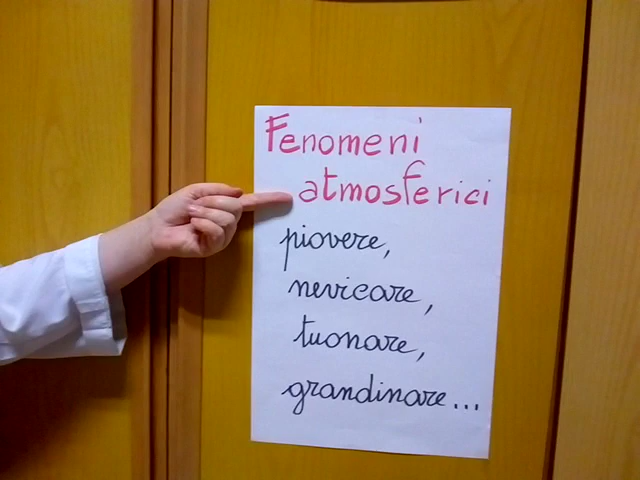 Fenomeni
atmosferici
piovere,
nevicare,
tuonare,
grandinare...